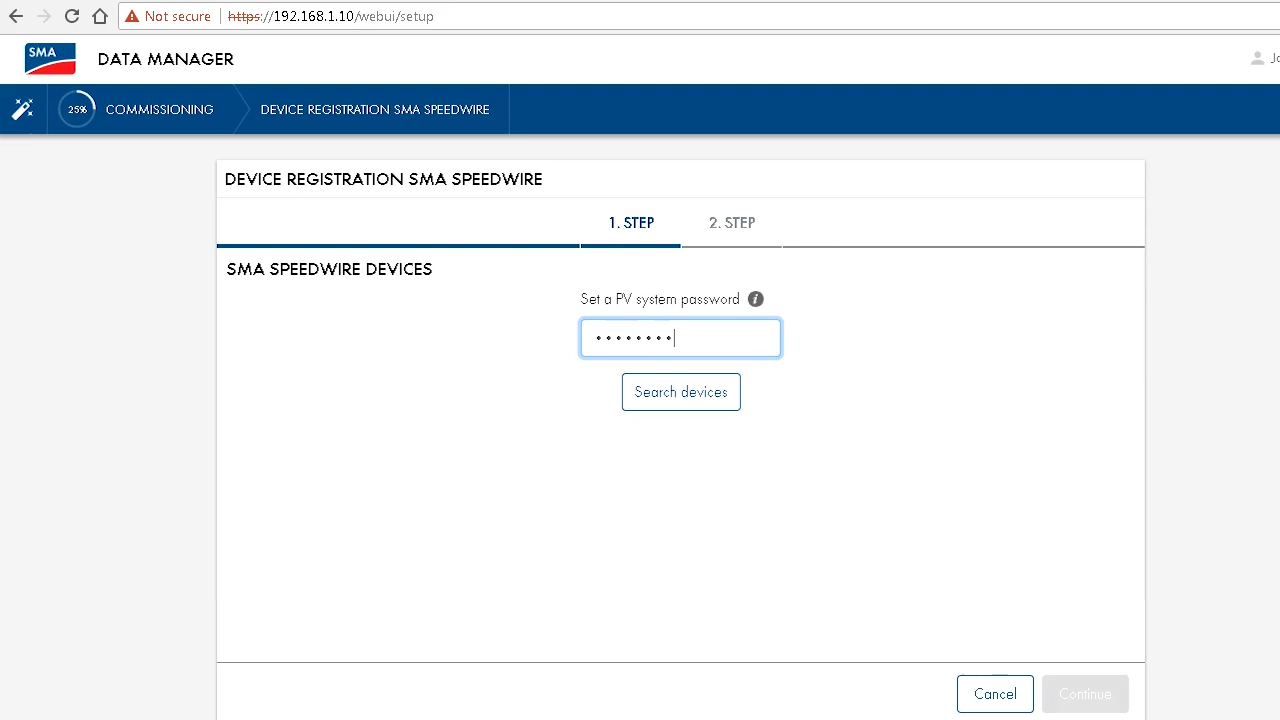 Not secure https://192.168.1.10/webui/setup
SMA DATA MANAGER
Jo
25% COMMISSIONING DEVICE REGISTRATION SMA SPEEDWIRE
DEVICE REGISTRATION SMA SPEEDWIRE
1. STEP 2. STEP
SMA SPEEDWIRE DEVICES
Set a PV system password i
••••••••
Search devices
Cancel Continue